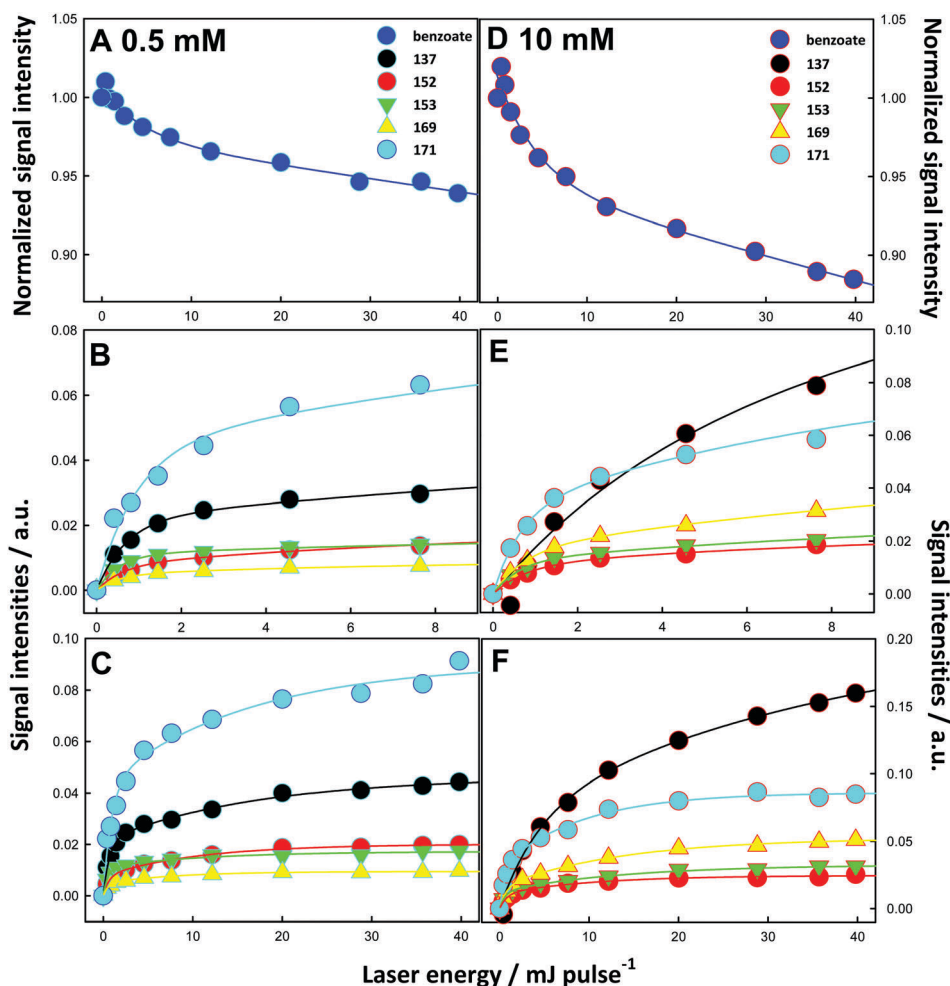 A 0.5 mM
benzoate
137
152
153
169
171
1.05
1.00
0.95
0.90
0 10 20 30 40
Normalized signal intensity
D 10 mM
benzoate
137
152
153
169
171
1.05
1.00
0.95
0.90
0 10 20 30 40
Normalized signal intensity
B
0.08
0.06
0.04
0.02
0.00
0 2 4 6 8
E
0.10
0.08
0.06
0.04
0.02
0.00
0 2 4 6 8
C
0.10
0.08
0.06
0.04
0.02
0.00
0 10 20 30 40
Signal intensities / a.u.
F
0.20
0.15
0.10
0.05
0.00
0 10 20 30 40
Signal intensities / a.u.
Laser energy / mJ pulse⁻¹